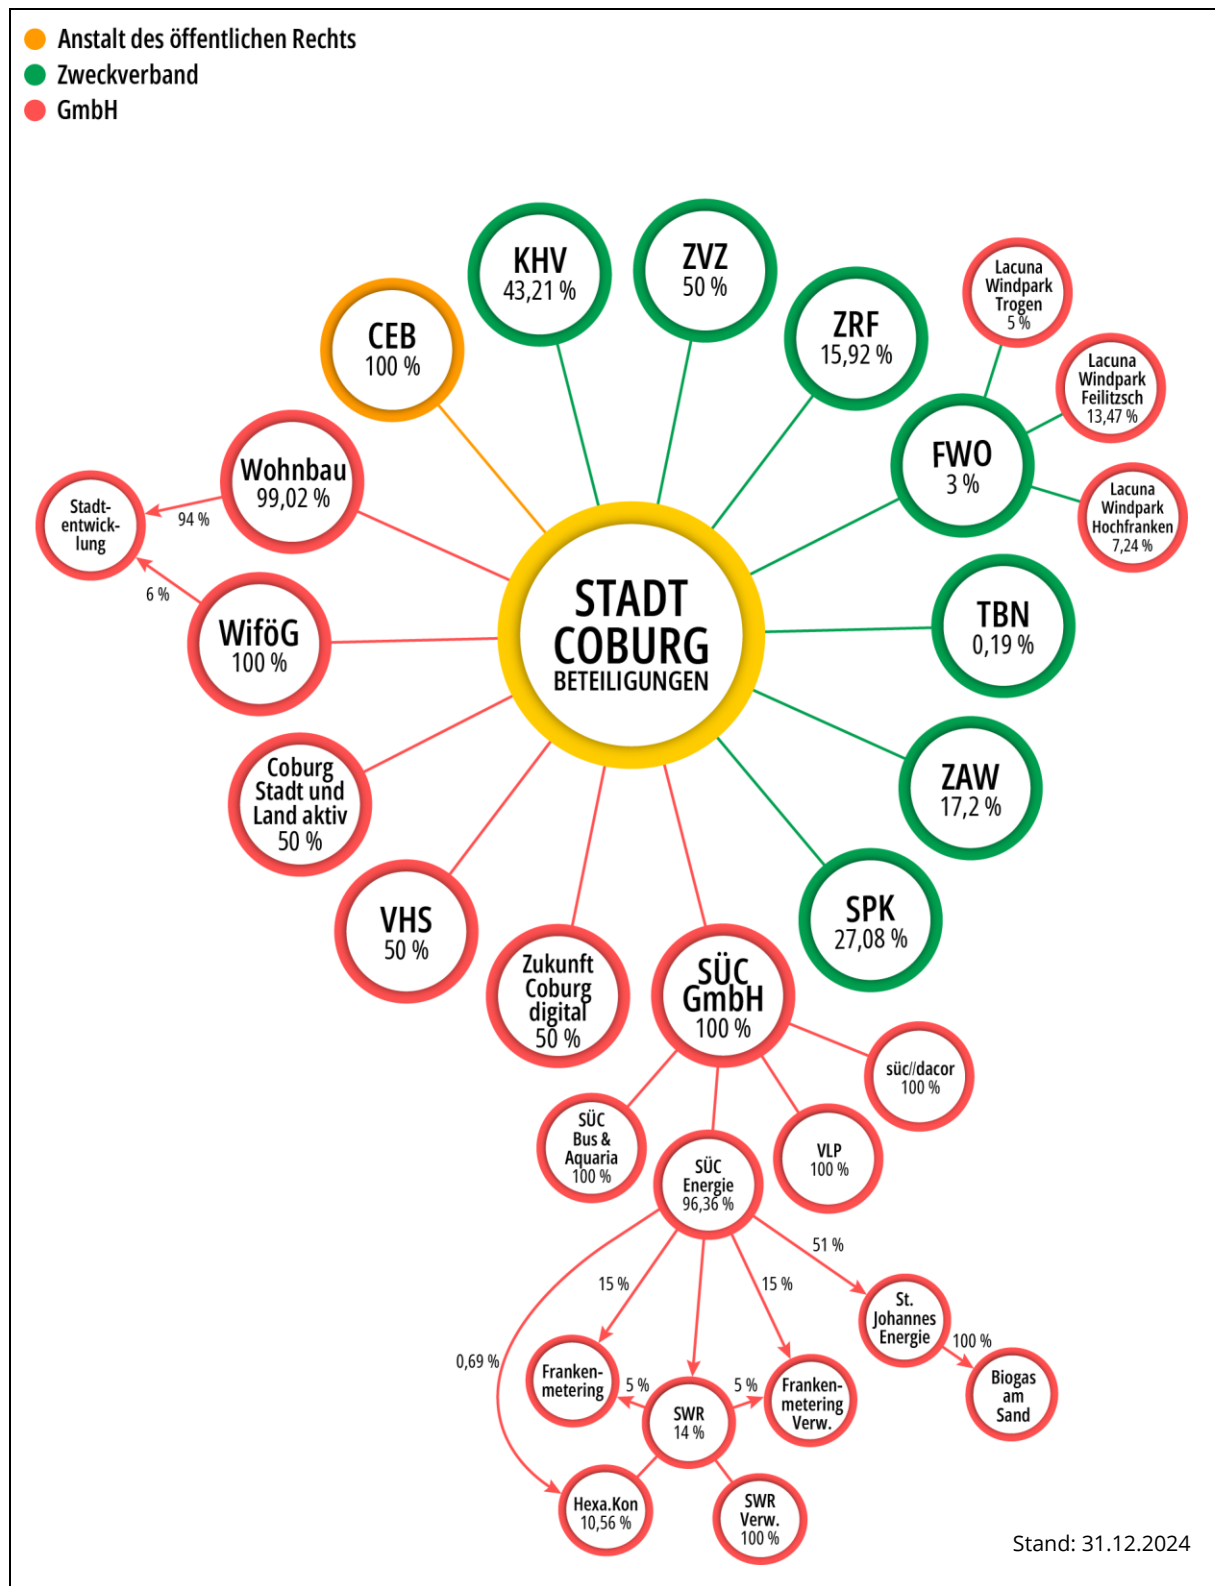 Anstalt des öffentlichen Rechts
Zweckverband
GmbH
KHV
43,21 %
ZVZ
50 %
ZRF
15,92 %
CEB
100 %
Lacuna
Windpark
Trogen
5 %
Lacuna
Windpark
Feilitzsch
13,47 %
FWO
3 %
Lacuna
Windpark
Hochfranken
7,24 %
Wohnbau
99,02 %
Stadt-
entwick-
lung
94 %
6 %
WiföG
100 %
STADT
COBURG
BETEILIGUNGEN
TBN
0,19 %
ZAW
17,2 %
Coburg
Stadt und
Land aktiv
50 %
VHS
50 %
Zukunft
Coburg
digital
50 %
SÜC
GmbH
100 %
SPK
27,08 %
süc//dacor
100 %
SÜC
Bus &
Aquaria
100 %
SÜC
Energie
96,36 %
VLP
100 %
51 %
15 %
15 %
0,69 %
St.
Johannes
Energie
100 %
Biogas
am
Sand
Franken-
metering
5 %
SWR
14 %
5 %
Franken-
metering
Verw.
Hexa.Kon
10,56 %
SWR
Verw.
100 %
Stand: 31.12.2024